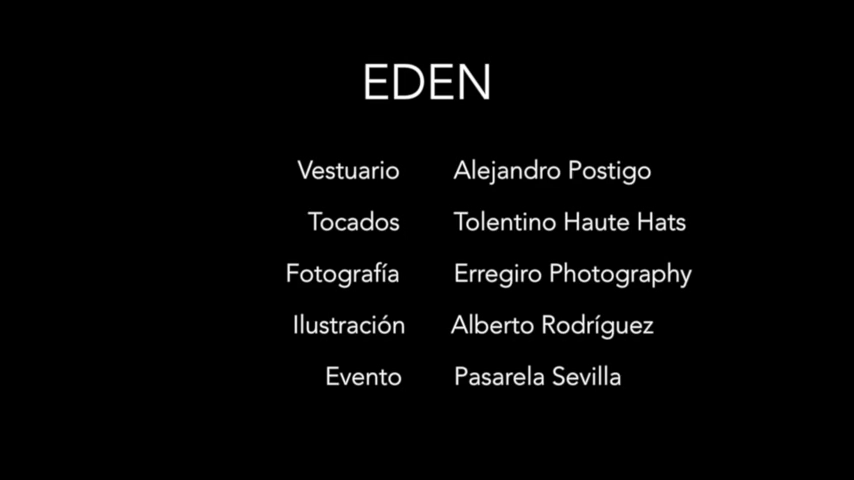 EDEN
Vestuario Alejandro Postigo
Tocados Tolentino Haute Hats
Fotografía Erregiro Photography
Ilustración Alberto Rodríguez
Evento Pasarela Sevilla